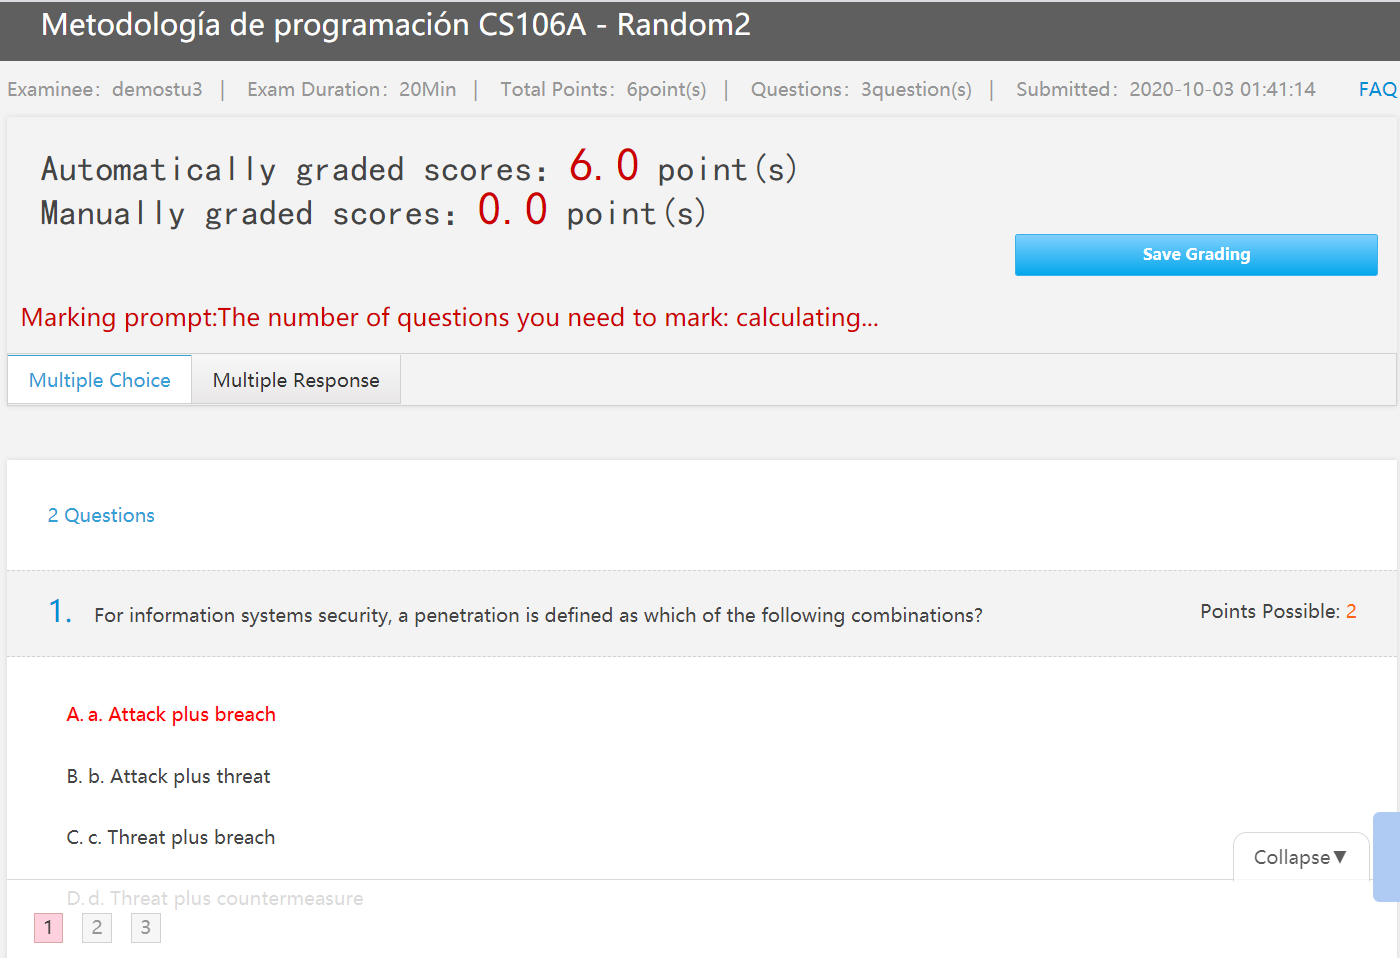 Metodología de programación CS106A - Random2
Examinee: demostu3 | Exam Duration: 20Min | Total Points: 6point(s) | Questions: 3question(s) | Submitted: 2020-10-03 01:41:14 FAQ
Automatically graded scores: 6.0 point(s)
Manually graded scores: 0.0 point(s)
Save Grading
Marking prompt:The number of questions you need to mark: calculating...
Multiple Choice Multiple Response
2 Questions
1. For information systems security, a penetration is defined as which of the following combinations? Points Possible: 2
A. a. Attack plus breach
B. b. Attack plus threat
C. c. Threat plus breach
Collapse▼
D. d. Threat plus countermeasure
1 2 3